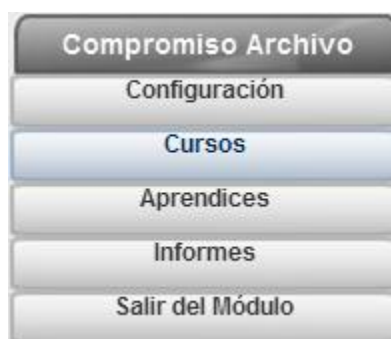 Compromiso Archivo
Configuración
Cursos
Aprendices
Informes
Salir del Módulo